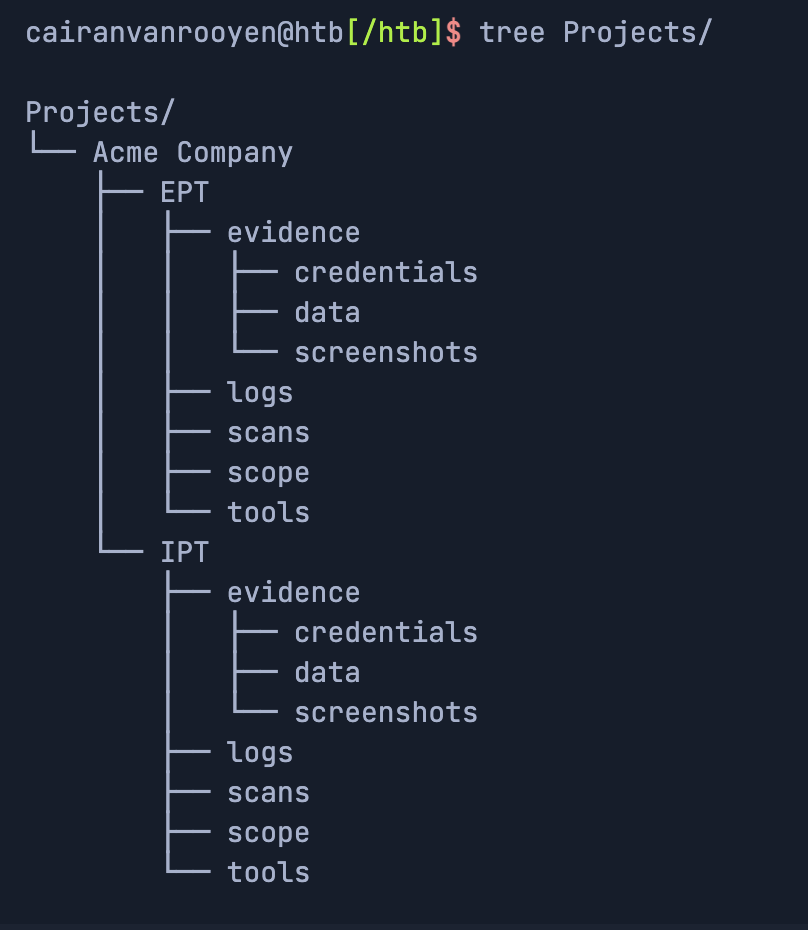 cairanvanrooyen@htb[/htb]$ tree Projects/
Projects/
└── Acme Company
    ├── EPT
    │   ├── evidence
    │   │   ├── credentials
    │   │   ├── data
    │   │   └── screenshots
    │   ├── logs
    │   ├── scans
    │   ├── scope
    │   └── tools
    └── IPT
        ├── evidence
        │   ├── credentials
        │   ├── data
        │   └── screenshots
        ├── logs
        ├── scans
        ├── scope
        └── tools